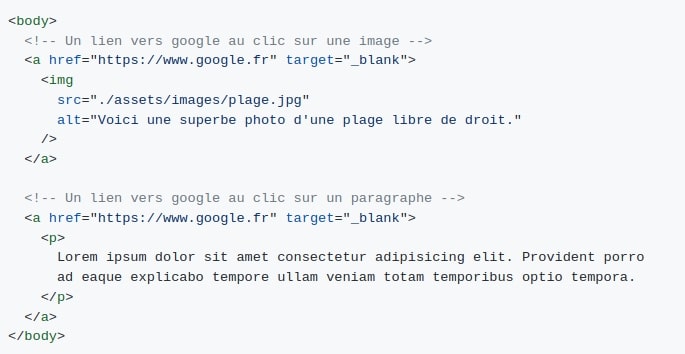 <body>
<!-- Un lien vers google au clic sur une image -->
<a href="https://www.google.fr" target="_blank">
<img
src="./assets/images/plage.jpg"
alt="Voici une superbe photo d'une plage libre de droit."
/>
</a>
<!-- Un lien vers google au clic sur un paragraphe -->
<a href="https://www.google.fr" target="_blank">
<p>
Lorem ipsum dolor sit amet consectetur adipisicing elit. Provident porro
ad eaque explicabo tempore ullam veniam totam temporibus optio tempora.
</p>
</a>
</body>